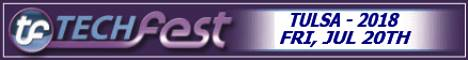 tf TECHfest
TULSA - 2018
FRI, JUL 20TH